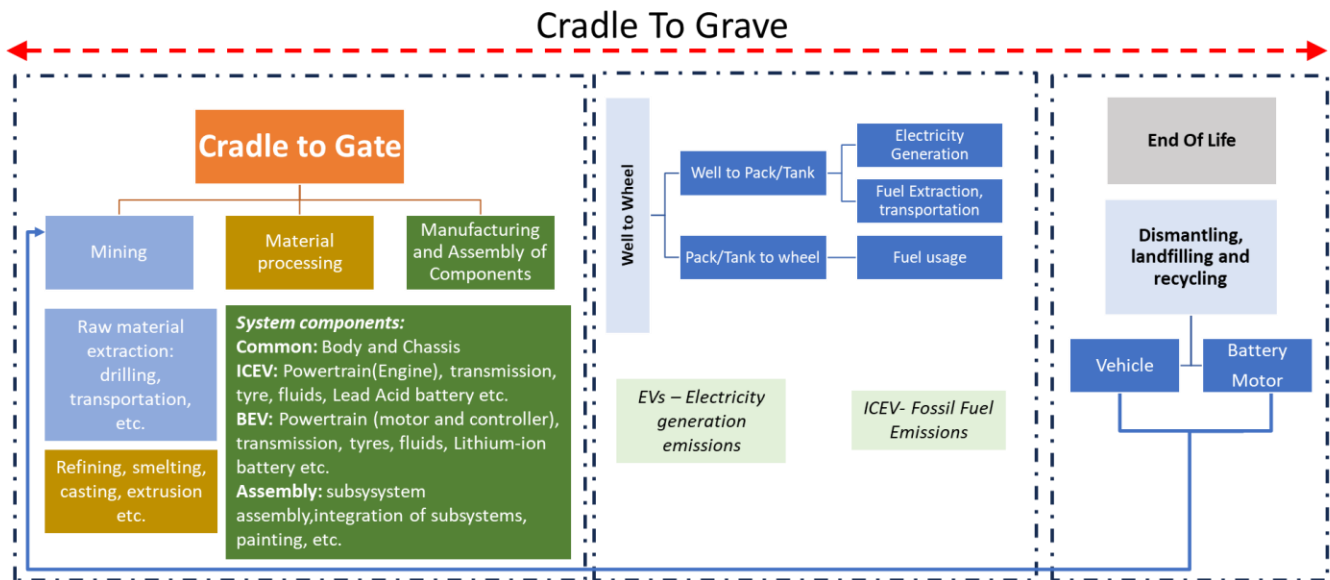 Cradle To Grave
Cradle to Gate
Mining
Material
processing
Manufacturing
and Assembly of
Components
Raw material
extraction:
drilling,
transportation,
etc.
Refining, smelting,
casting, extrusion
etc.
System components:
Common: Body and Chassis
ICEV: Powertrain(Engine), transmission,
tyre, fluids, Lead Acid battery etc.
BEV: Powertrain (motor and controller),
transmission, tyres, fluids, Lithium-ion
battery etc.
Assembly: subsysystem
assembly,integration of subsystems,
painting, etc.
Well to Wheel
Well to Pack/Tank
Electricity
Generation
Fuel Extraction,
transportation
Pack/Tank to wheel
Fuel usage
EVs – Electricity
generation
emissions
ICEV- Fossil Fuel
Emissions
End Of Life
Dismantling,
landfilling and
recycling
Vehicle
Battery
Motor